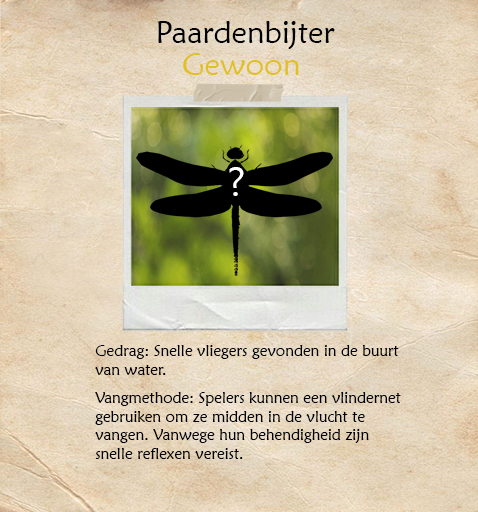 Paardenbijter
Gewoon
?
Gedrag: Snelle vliegers gevonden in de buurt
van water.
Vangmethode: Spelers kunnen een vlindernet
gebruiken om ze midden in de vlucht te
vangen. Vanwege hun behendigheid zijn
snelle reflexen vereist.